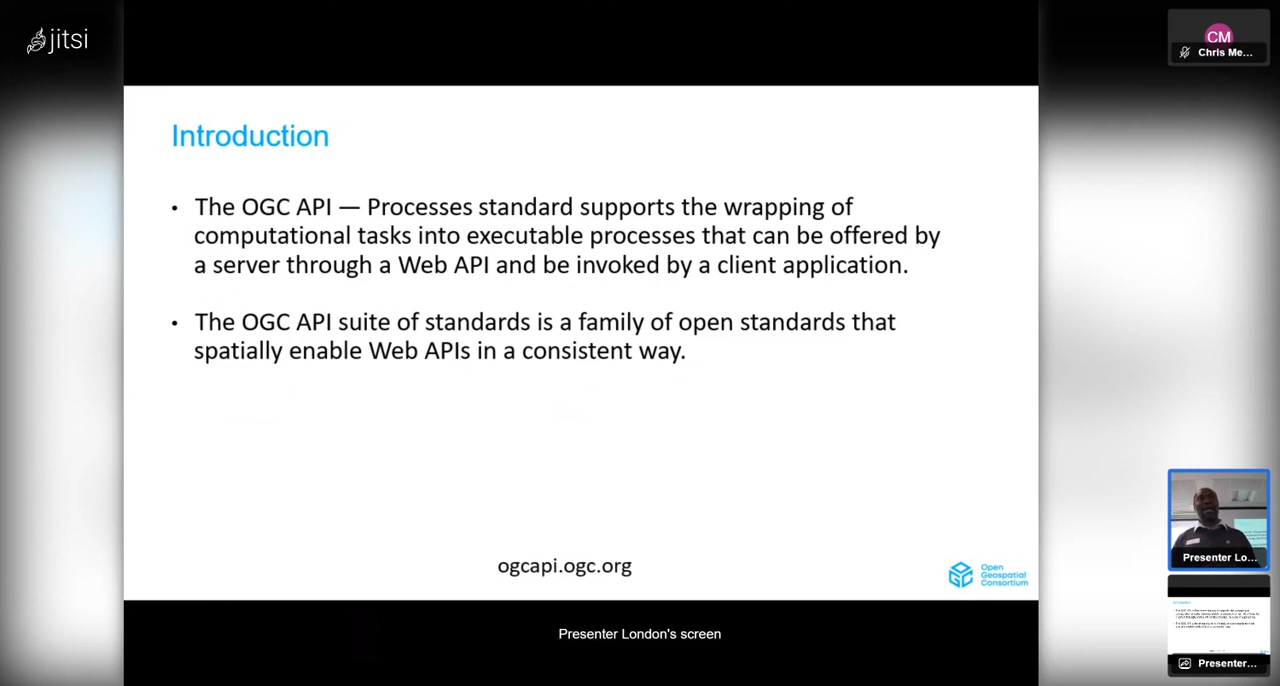 jitsi
CM
Chris Me...
Introduction
• The OGC API — Processes standard supports the wrapping of
computational tasks into executable processes that can be offered by
a server through a Web API and be invoked by a client application.
• The OGC API suite of standards is a family of open standards that
spatially enable Web APIs in a consistent way.
ogcapi.ogc.org
Open
Geospatial
Consortium
Presenter Lo...
Presenter London's screen
Introduction
Presenter...